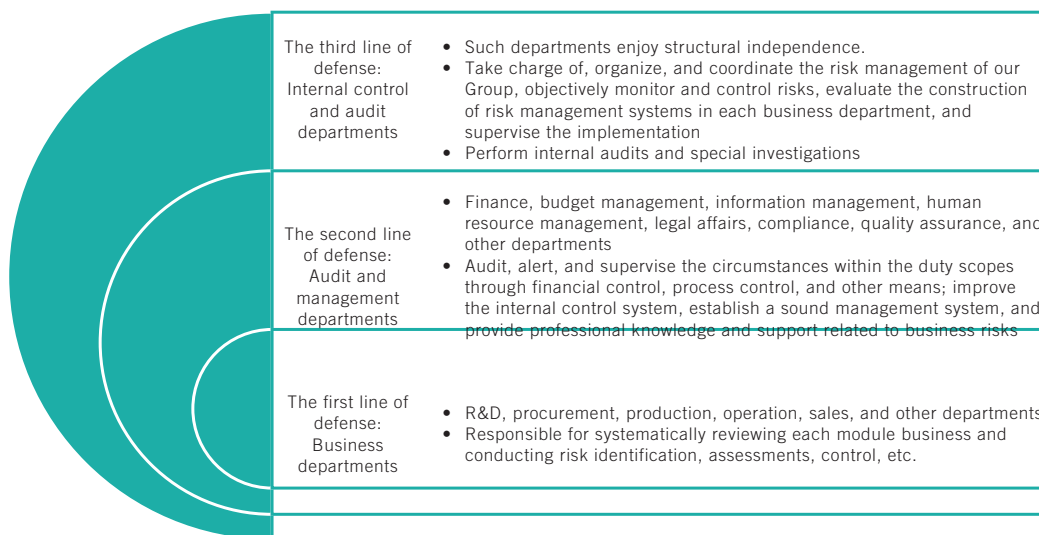 The third line of
defense:
Internal control
and audit
departments
• Such departments enjoy structural independence.
• Take charge of, organize, and coordinate the risk management of our
Group, objectively monitor and control risks, evaluate the construction
of risk management systems in each business department, and
supervise the implementation
• Perform internal audits and special investigations
The second line
of defense:
Audit and
management
departments
• Finance, budget management, information management, human
resource management, legal affairs, compliance, quality assurance, and
other departments
• Audit, alert, and supervise the circumstances within the duty scopes
through financial control, process control, and other means; improve
the internal control system, establish a sound management system, and
provide professional knowledge and support related to business risks
The first line of
defense:
Business
departments
• R&D, procurement, production, operation, sales, and other departments
• Responsible for systematically reviewing each module business and
conducting risk identification, assessments, control, etc.